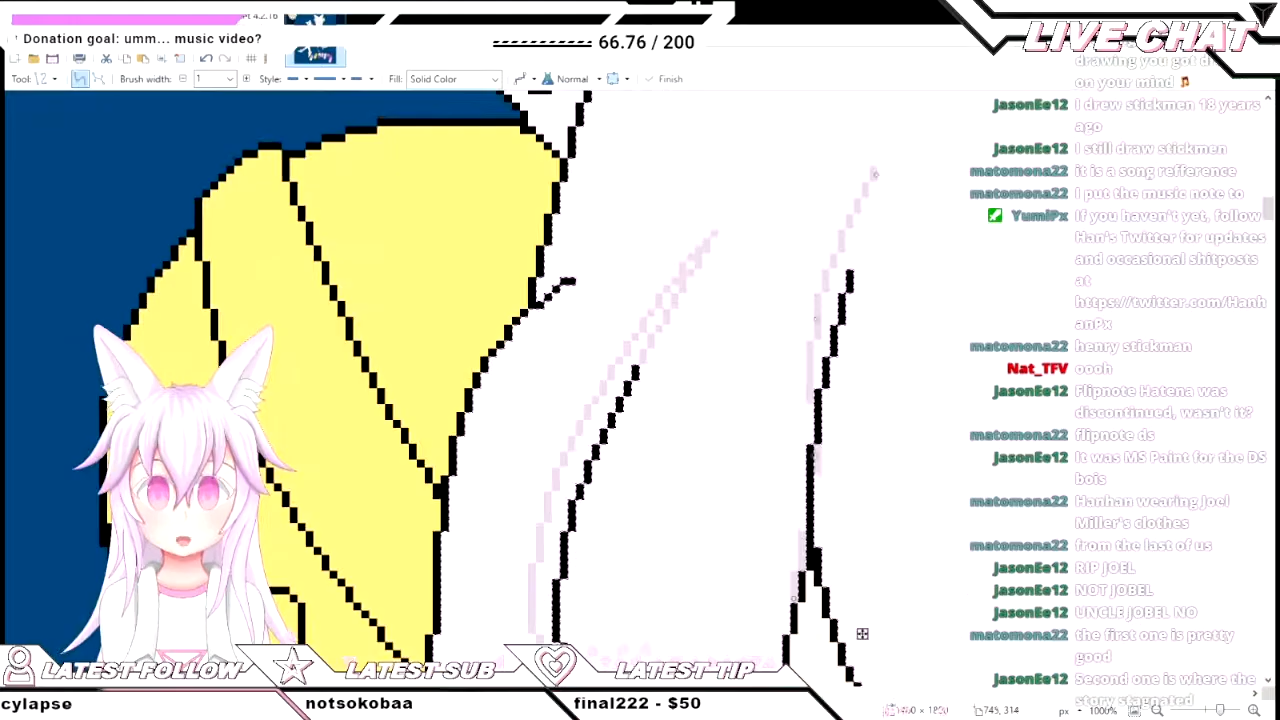 Donation goal: umm... music video?
66.76 / 200
LIVE CHAT
Tool:
Brush width:
1
Style:
Fill:
Solid Color
Normal
Finish
drawing you got
on your mind
JasonEe12 I drew stickmen 18 years
ago
JasonEe12 I still draw stickmen
matomona22 it is a song refference
matomona22 I put the music note to
YumiPx If you haven't yet, follow
Han's Twitter for updates
and occasional shitposts
at
https://twitter.com/Hanh
anPx
matomona22 henry stickman
Nat_TFV oooh
JasonEe12 Flipnote Hatena was
discontinued, wasn't it?
matomona22 flipnote ds
JasonEe12 It was MS Paint for the DS
bois
matomona22 Hanhan wearing Joel
Miller's clothes
matomona22 from the last of us
JasonEe12 RIP JOEL
JasonEe12 NOT JOBEL
JasonEe12 UNCLE JOBEL NO
matomona22 the first one is pretty
good
JasonEe12 Second one is where the
story stagnated
LATEST FOLLOW
LATEST SUB
LATEST TIP
cylapse
notsokobaa
final222 - $50
745, 314
px
1000%